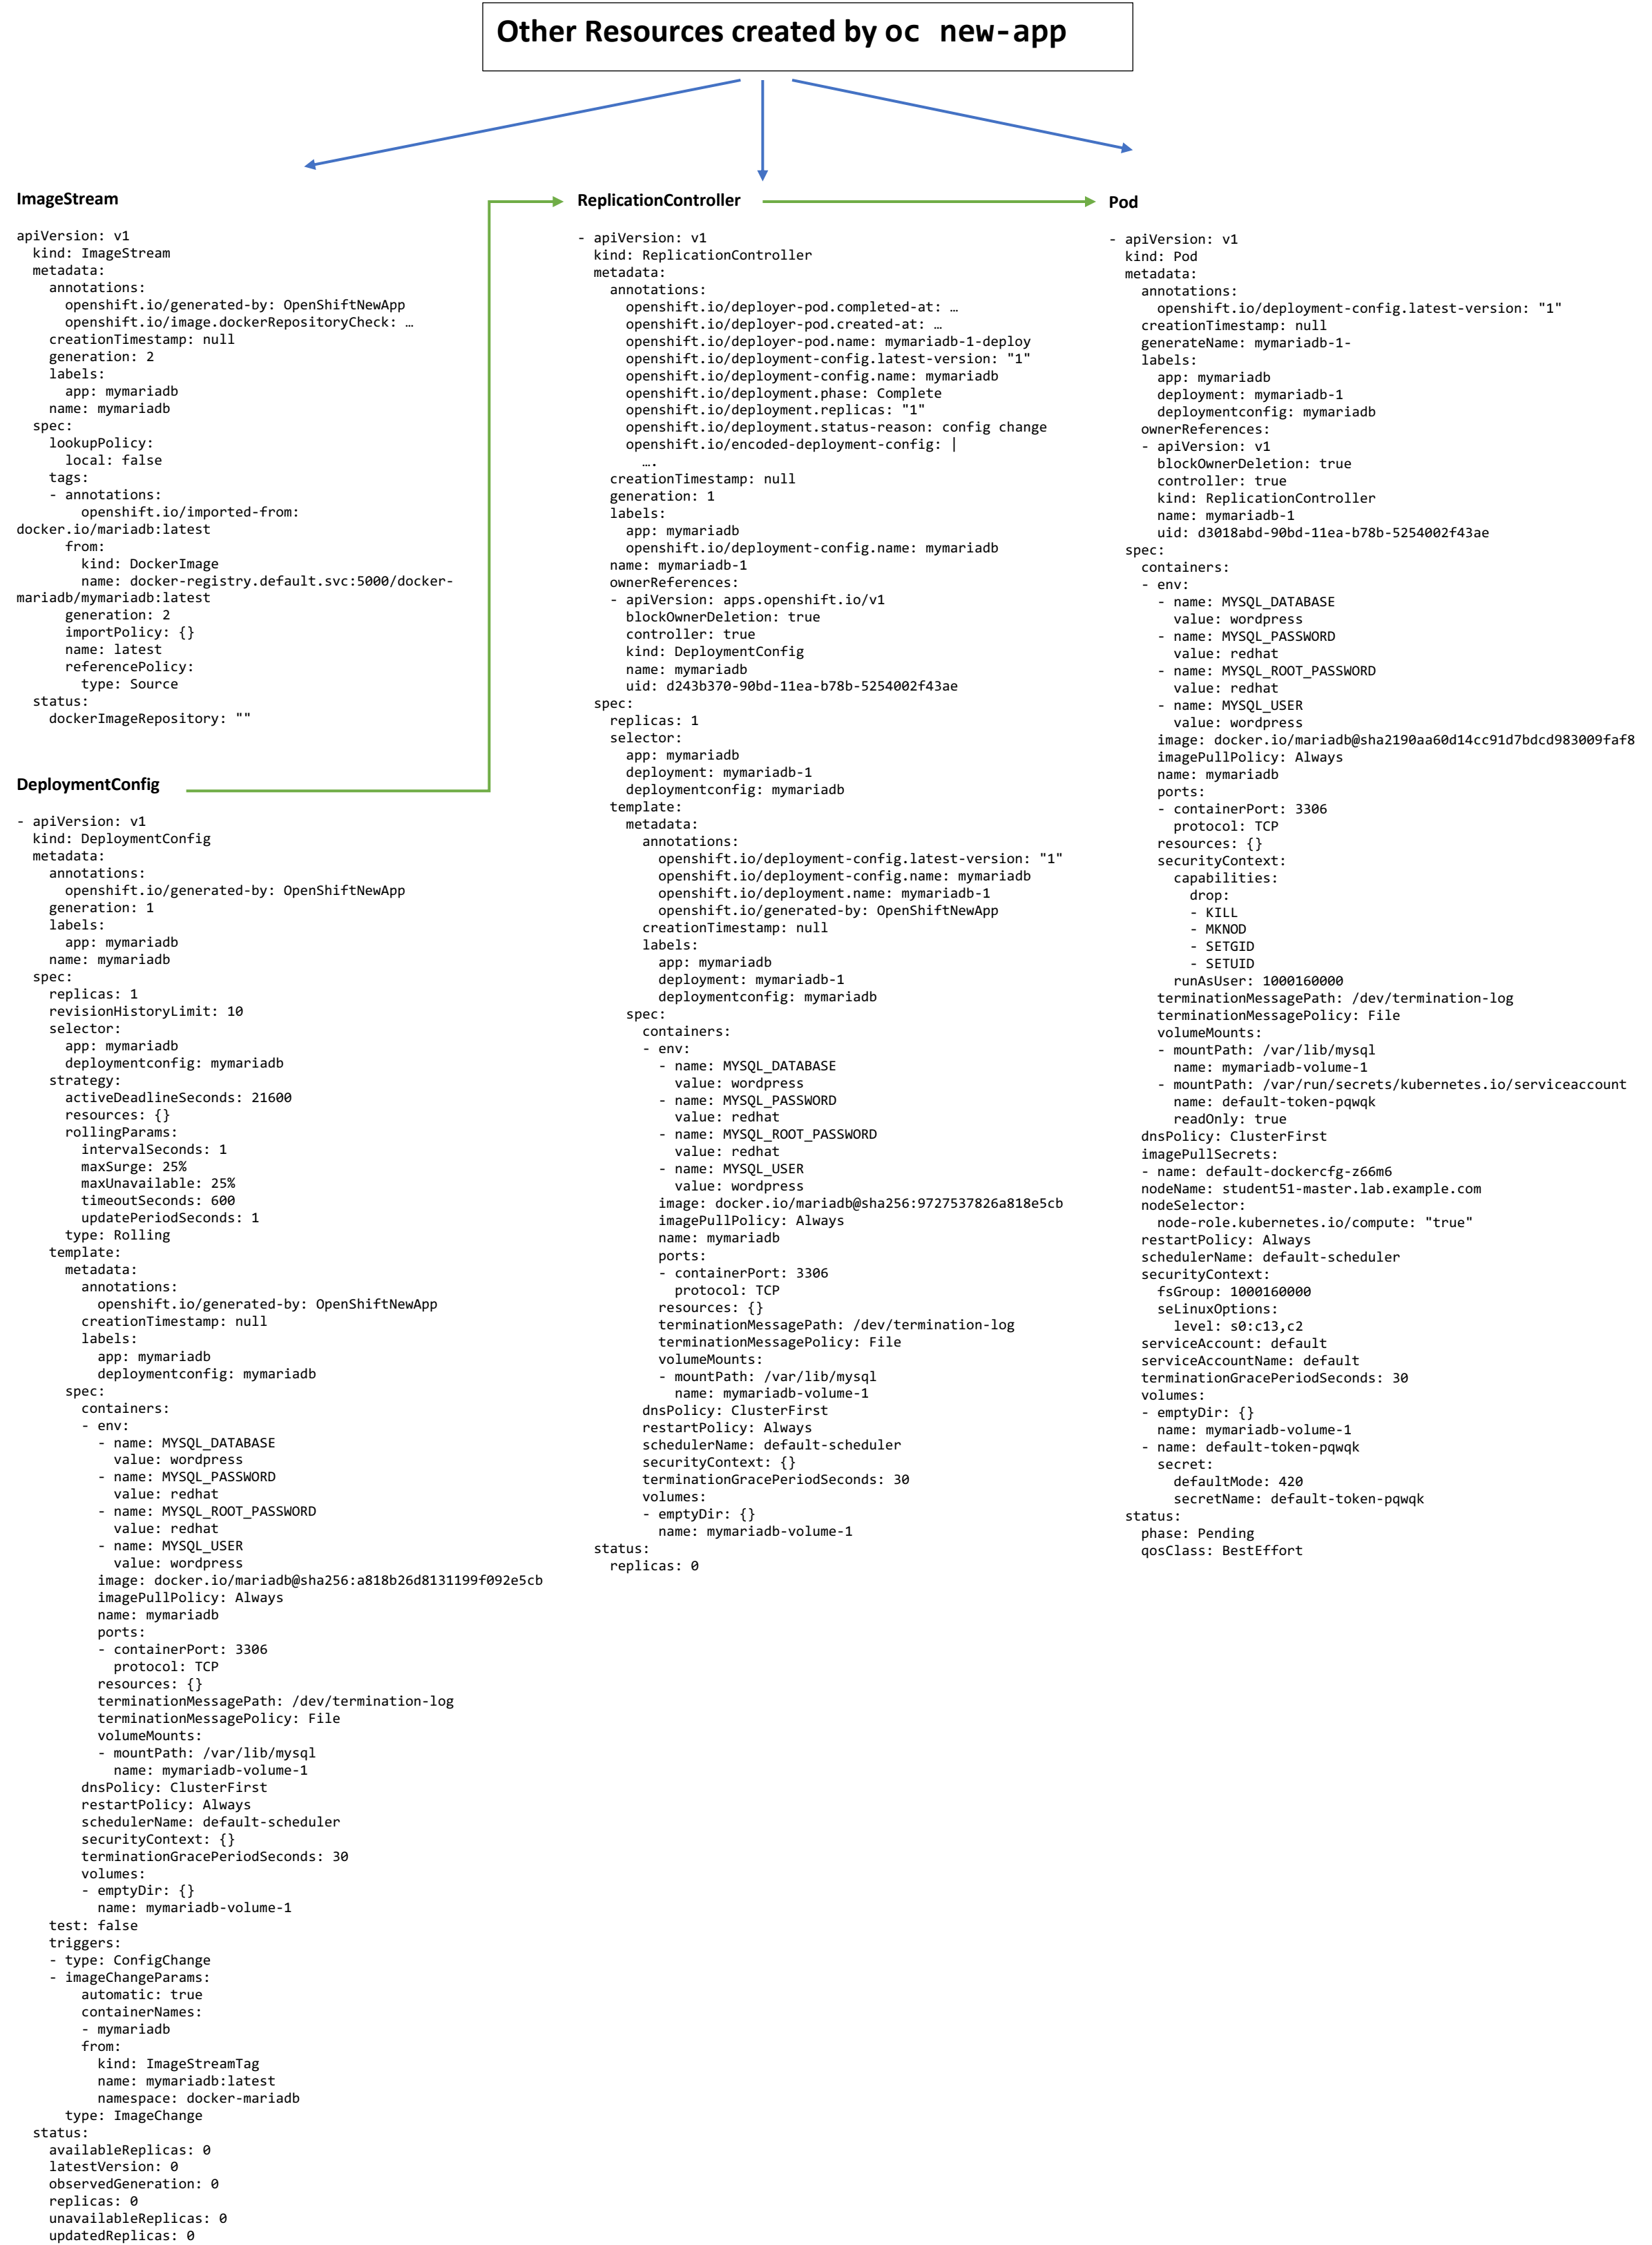 Other Resources created by oc new-app
ImageStream
apiVersion: v1
  kind: ImageStream
  metadata:
    annotations:
      openshift.io/generated-by: OpenShiftNewApp
      openshift.io/image.dockerRepositoryCheck: …
    creationTimestamp: null
    generation: 2
    labels:
      app: mymariadb
    name: mymariadb
  spec:
    lookupPolicy:
      local: false
    tags:
    - annotations:
        openshift.io/imported-from:
docker.io/mariadb:latest
      from:
        kind: DockerImage
        name: docker-registry.default.svc:5000/docker-
mariadb/mymariadb:latest
      generation: 2
      importPolicy: {}
      name: latest
      referencePolicy:
        type: Source
  status:
    dockerImageRepository: ""
DeploymentConfig
- apiVersion: v1
  kind: DeploymentConfig
  metadata:
    annotations:
      openshift.io/generated-by: OpenShiftNewApp
    generation: 1
    labels:
      app: mymariadb
    name: mymariadb
  spec:
    replicas: 1
    revisionHistoryLimit: 10
    selector:
      app: mymariadb
      deploymentconfig: mymariadb
    strategy:
      activeDeadlineSeconds: 21600
      resources: {}
      rollingParams:
        intervalSeconds: 1
        maxSurge: 25%
        maxUnavailable: 25%
        timeoutSeconds: 600
        updatePeriodSeconds: 1
      type: Rolling
    template:
      metadata:
        annotations:
          openshift.io/generated-by: OpenShiftNewApp
        creationTimestamp: null
        labels:
          app: mymariadb
          deploymentconfig: mymariadb
      spec:
        containers:
        - env:
          - name: MYSQL_DATABASE
            value: wordpress
          - name: MYSQL_PASSWORD
            value: redhat
          - name: MYSQL_ROOT_PASSWORD
            value: redhat
          - name: MYSQL_USER
            value: wordpress
          image: docker.io/mariadb@sha256:a818b26d8131199f092e5cb
          imagePullPolicy: Always
          name: mymariadb
          ports:
          - containerPort: 3306
            protocol: TCP
          resources: {}
          terminationMessagePath: /dev/termination-log
          terminationMessagePolicy: File
          volumeMounts:
          - mountPath: /var/lib/mysql
            name: mymariadb-volume-1
        dnsPolicy: ClusterFirst
        restartPolicy: Always
        schedulerName: default-scheduler
        securityContext: {}
        terminationGracePeriodSeconds: 30
        volumes:
        - emptyDir: {}
          name: mymariadb-volume-1
    test: false
    triggers:
    - type: ConfigChange
    - imageChangeParams:
        automatic: true
        containerNames:
        - mymariadb
        from:
          kind: ImageStreamTag
          name: mymariadb:latest
          namespace: docker-mariadb
      type: ImageChange
  status:
    availableReplicas: 0
    latestVersion: 0
    observedGeneration: 0
    replicas: 0
    unavailableReplicas: 0
    updatedReplicas: 0
ReplicationController
- apiVersion: v1
  kind: ReplicationController
  metadata:
    annotations:
      openshift.io/deployer-pod.completed-at: …
      openshift.io/deployer-pod.created-at: …
      openshift.io/deployer-pod.name: mymariadb-1-deploy
      openshift.io/deployment-config.latest-version: "1"
      openshift.io/deployment-config.name: mymariadb
      openshift.io/deployment.phase: Complete
      openshift.io/deployment.replicas: "1"
      openshift.io/deployment.status-reason: config change
      openshift.io/encoded-deployment-config: |
        ….
    creationTimestamp: null
    generation: 1
    labels:
      app: mymariadb
      openshift.io/deployment-config.name: mymariadb
    name: mymariadb-1
    ownerReferences:
    - apiVersion: apps.openshift.io/v1
      blockOwnerDeletion: true
      controller: true
      kind: DeploymentConfig
      name: mymariadb
      uid: d243b370-90bd-11ea-b78b-5254002f43ae
  spec:
    replicas: 1
    selector:
      app: mymariadb
      deployment: mymariadb-1
      deploymentconfig: mymariadb
    template:
      metadata:
        annotations:
          openshift.io/deployment-config.latest-version: "1"
          openshift.io/deployment-config.name: mymariadb
          openshift.io/deployment.name: mymariadb-1
          openshift.io/generated-by: OpenShiftNewApp
        creationTimestamp: null
        labels:
          app: mymariadb
          deployment: mymariadb-1
          deploymentconfig: mymariadb
      spec:
        containers:
        - env:
          - name: MYSQL_DATABASE
            value: wordpress
          - name: MYSQL_PASSWORD
            value: redhat
          - name: MYSQL_ROOT_PASSWORD
            value: redhat
          - name: MYSQL_USER
            value: wordpress
          image: docker.io/mariadb@sha256:9727537826a818e5cb
          imagePullPolicy: Always
          name: mymariadb
          ports:
          - containerPort: 3306
            protocol: TCP
          resources: {}
          terminationMessagePath: /dev/termination-log
          terminationMessagePolicy: File
          volumeMounts:
          - mountPath: /var/lib/mysql
            name: mymariadb-volume-1
        dnsPolicy: ClusterFirst
        restartPolicy: Always
        schedulerName: default-scheduler
        securityContext: {}
        terminationGracePeriodSeconds: 30
        volumes:
        - emptyDir: {}
          name: mymariadb-volume-1
  status:
    replicas: 0
Pod
- apiVersion: v1
  kind: Pod
  metadata:
    annotations:
      openshift.io/deployment-config.latest-version: "1"
    creationTimestamp: null
    generateName: mymariadb-1-
    labels:
      app: mymariadb
      deployment: mymariadb-1
      deploymentconfig: mymariadb
    ownerReferences:
    - apiVersion: v1
      blockOwnerDeletion: true
      controller: true
      kind: ReplicationController
      name: mymariadb-1
      uid: d3018abd-90bd-11ea-b78b-5254002f43ae
  spec:
    containers:
    - env:
      - name: MYSQL_DATABASE
        value: wordpress
      - name: MYSQL_PASSWORD
        value: redhat
      - name: MYSQL_ROOT_PASSWORD
        value: redhat
      - name: MYSQL_USER
        value: wordpress
      image: docker.io/mariadb@sha2190aa60d14cc91d7bdcd983009faf8
      imagePullPolicy: Always
      name: mymariadb
      ports:
      - containerPort: 3306
        protocol: TCP
      resources: {}
      securityContext:
        capabilities:
          drop:
          - KILL
          - MKNOD
          - SETGID
          - SETUID
        runAsUser: 1000160000
      terminationMessagePath: /dev/termination-log
      terminationMessagePolicy: File
      volumeMounts:
      - mountPath: /var/lib/mysql
        name: mymariadb-volume-1
      - mountPath: /var/run/secrets/kubernetes.io/serviceaccount
        name: default-token-pqwqk
        readOnly: true
    dnsPolicy: ClusterFirst
    imagePullSecrets:
    - name: default-dockercfg-z66m6
    nodeName: student51-master.lab.example.com
    nodeSelector:
      node-role.kubernetes.io/compute: "true"
    restartPolicy: Always
    schedulerName: default-scheduler
    securityContext:
      fsGroup: 1000160000
      seLinuxOptions:
        level: s0:c13,c2
    serviceAccount: default
    serviceAccountName: default
    terminationGracePeriodSeconds: 30
    volumes:
    - emptyDir: {}
      name: mymariadb-volume-1
    - name: default-token-pqwqk
      secret:
        defaultMode: 420
        secretName: default-token-pqwqk
  status:
    phase: Pending
    qosClass: BestEffort